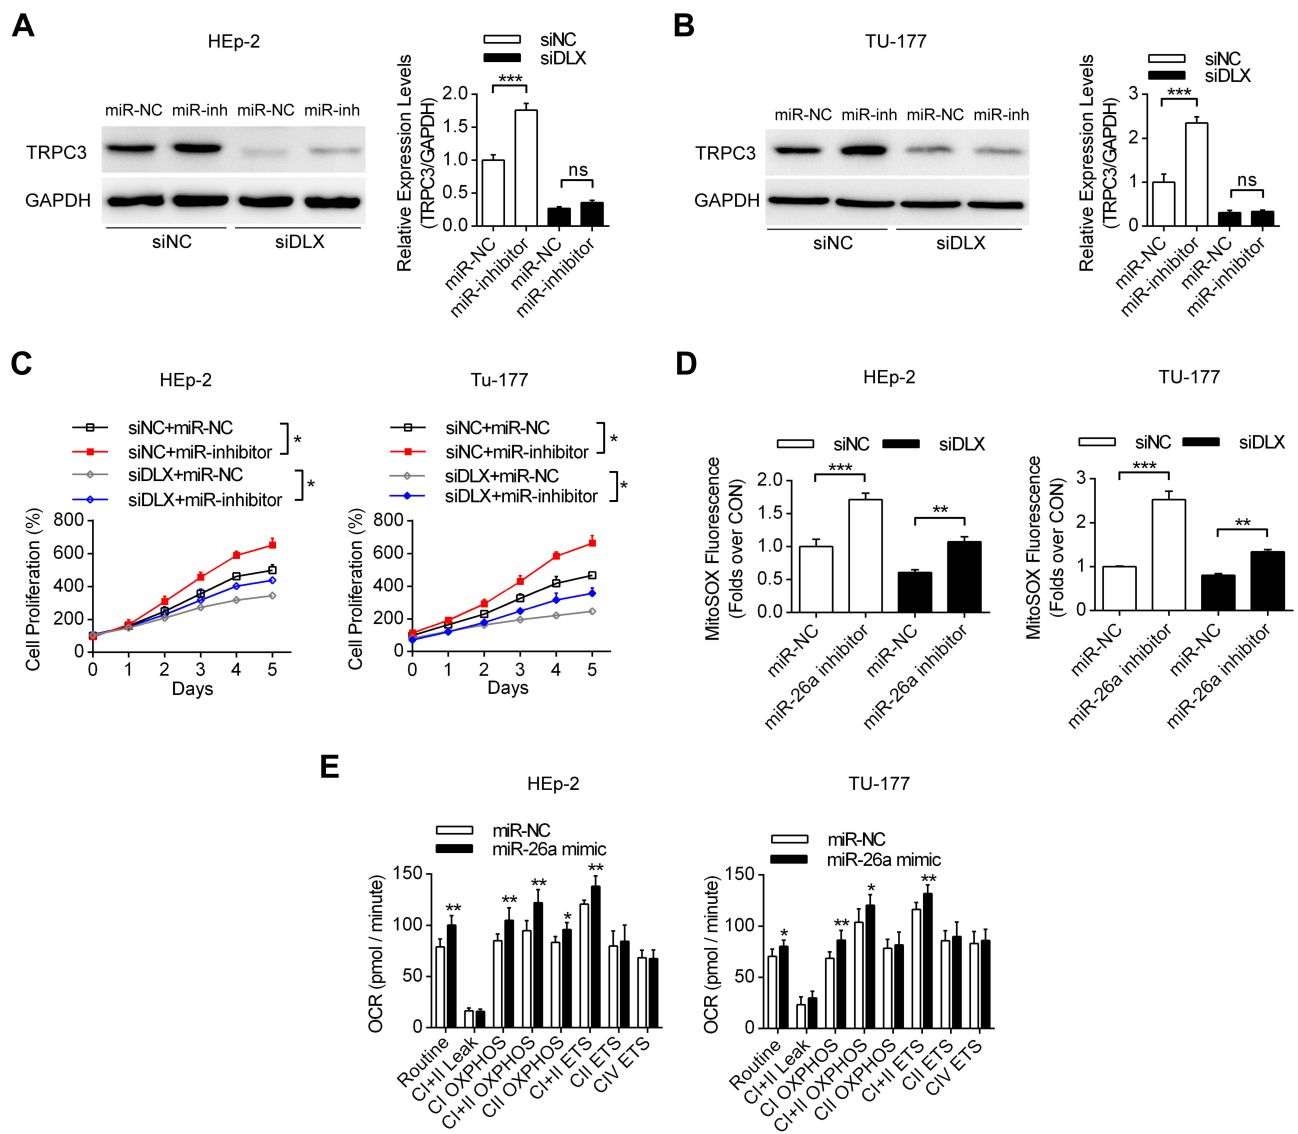 A
HEp-2
miR-NC miR-inh miR-NC miR-inh
TRPC3
GAPDH
siNC siDLX
siNC
siDLX
Relative Expression Levels
(TRPC3/GAPDH)
2.0
1.5
1.0
0.5
0.0
***
ns
miR-NC
miR-inhibitor
miR-NC
miR-inhibitor
B
TU-177
miR-NC miR-inh miR-NC miR-inh
TRPC3
GAPDH
siNC siDLX
siNC
siDLX
Relative Expression Levels
(TRPC3/GAPDH)
3
2
1
0
***
ns
miR-NC
miR-inhibitor
miR-NC
miR-inhibitor
C
HEp-2
siNC+miR-NC
siNC+miR-inhibitor
*
siDLX+miR-NC
siDLX+miR-inhibitor
*
Cell Proliferation (%)
800
600
400
200
0
0 1 2 3 4 5
Days
Tu-177
siNC+miR-NC
siNC+miR-inhibitor
*
siDLX+miR-NC
siDLX+miR-inhibitor
*
Cell Proliferation (%)
800
600
400
200
0
0 1 2 3 4 5
Days
D
HEp-2
siNC siDLX
MitoSOX Fluorescence
(Folds over CON)
2.0
1.5
1.0
0.5
0.0
***
**
miR-NC
miR-26a inhibitor
miR-NC
miR-26a inhibitor
TU-177
siNC siDLX
MitoSOX Fluorescence
(Folds over CON)
3
2
1
0
***
**
miR-NC
miR-26a inhibitor
miR-NC
miR-26a inhibitor
E
HEp-2
miR-NC
miR-26a mimic
OCR (pmol / minute)
150
100
50
0
** ** ** * **
Routine
CI+II Leak
CI OXPHOS
CI+II OXPHOS
CII OXPHOS
CI+II ETS
CII ETS
CIV ETS
TU-177
miR-NC
miR-26a mimic
OCR (pmol / minute)
150
100
50
0
* ** * **
Routine
CI+II Leak
CI OXPHOS
CI+II OXPHOS
CII OXPHOS
CI+II ETS
CII ETS
CIV ETS